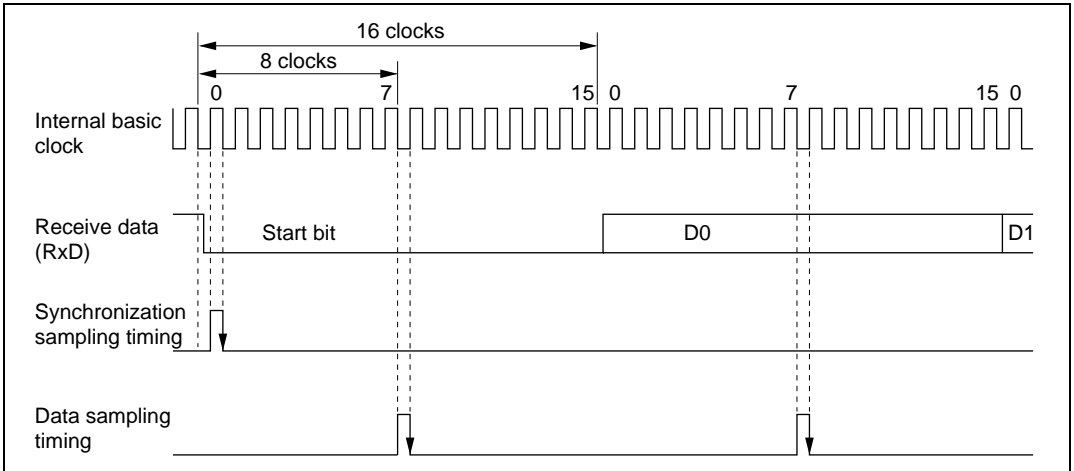 16 clocks
8 clocks
0 7 15 0 7 15 0
Internal basic
clock
Receive data
(RxD)
Start bit D0 D1
Synchronization
sampling timing
Data sampling
timing